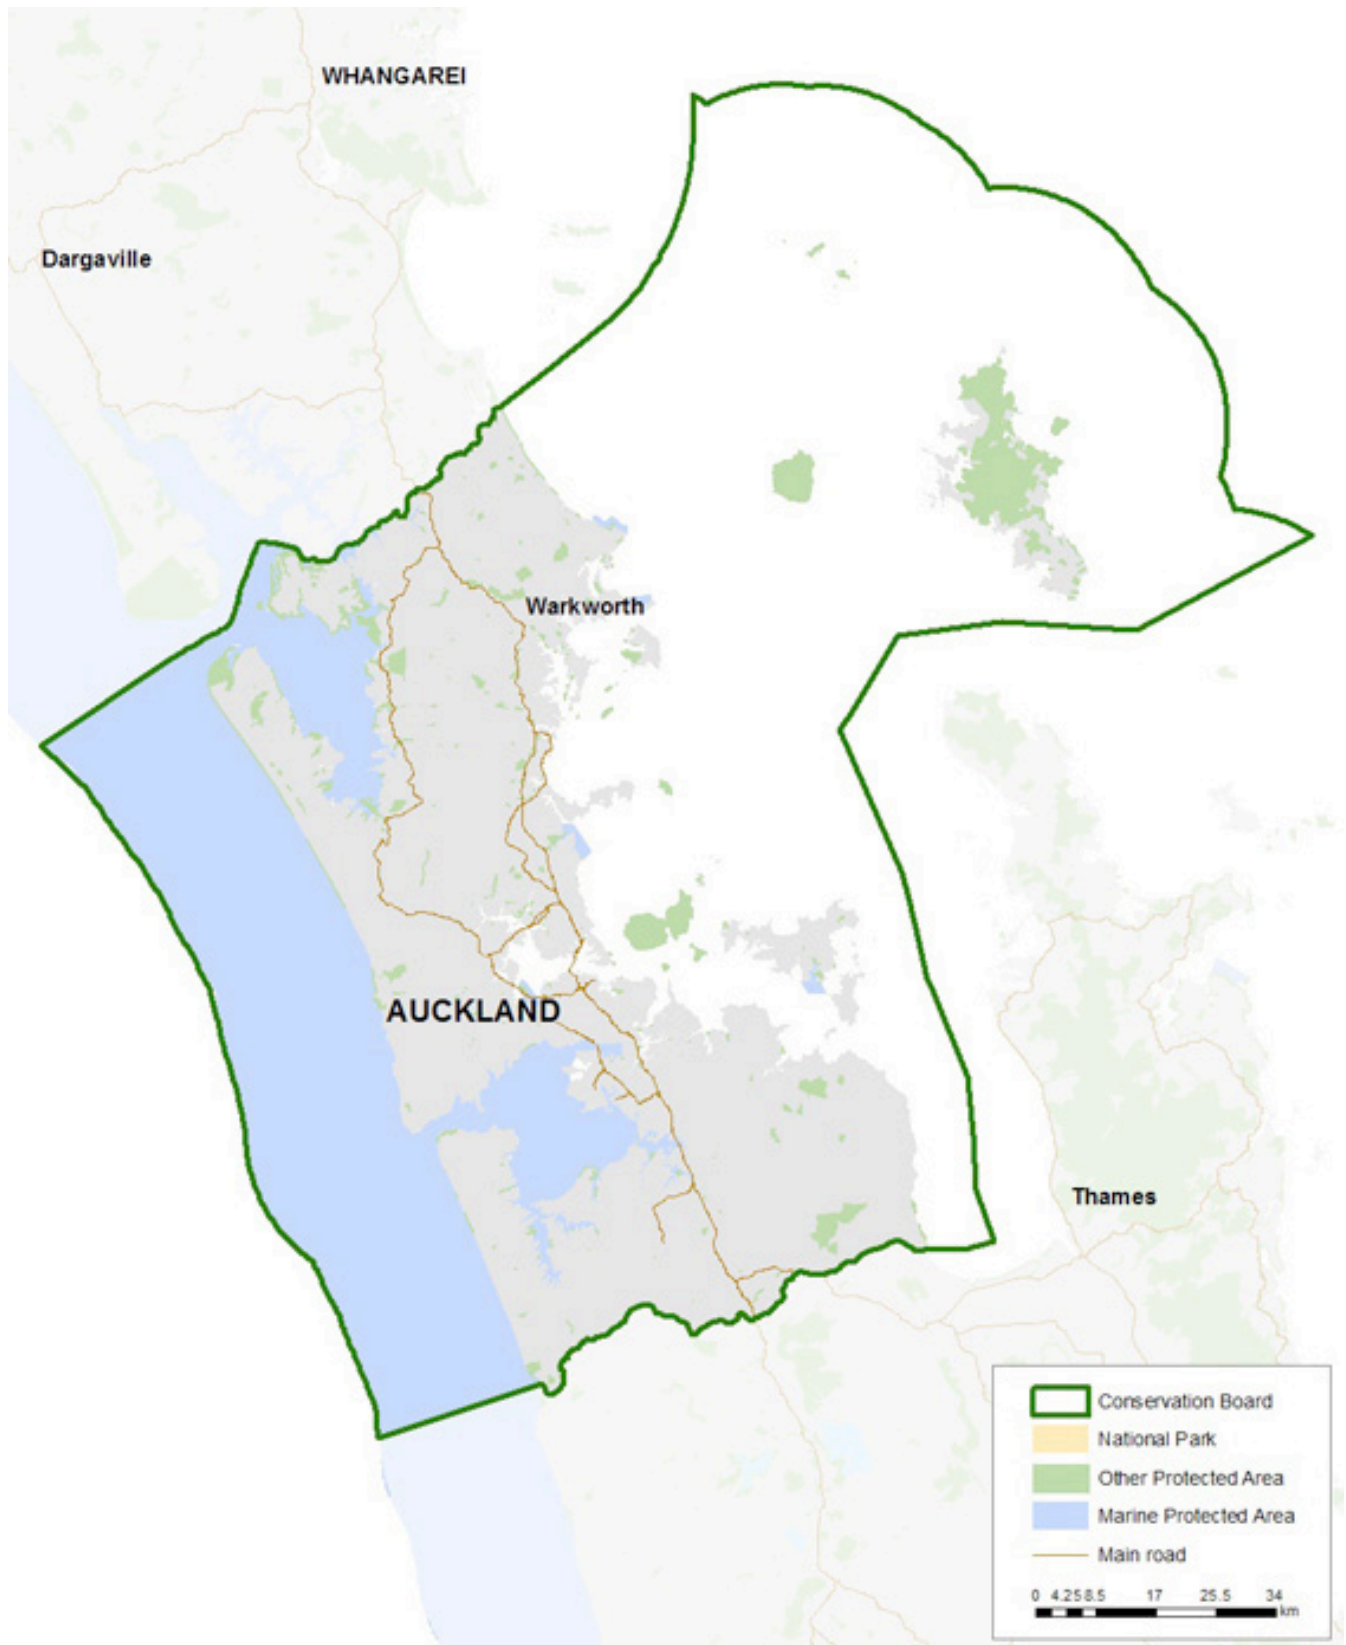 WHANGAREI
Dargaville
Warkworth
AUCKLAND
Thames
Conservation Board
National Park
Other Protected Area
Marine Protected Area
Main road
0 4.25 8.5 17 25.5 34
km